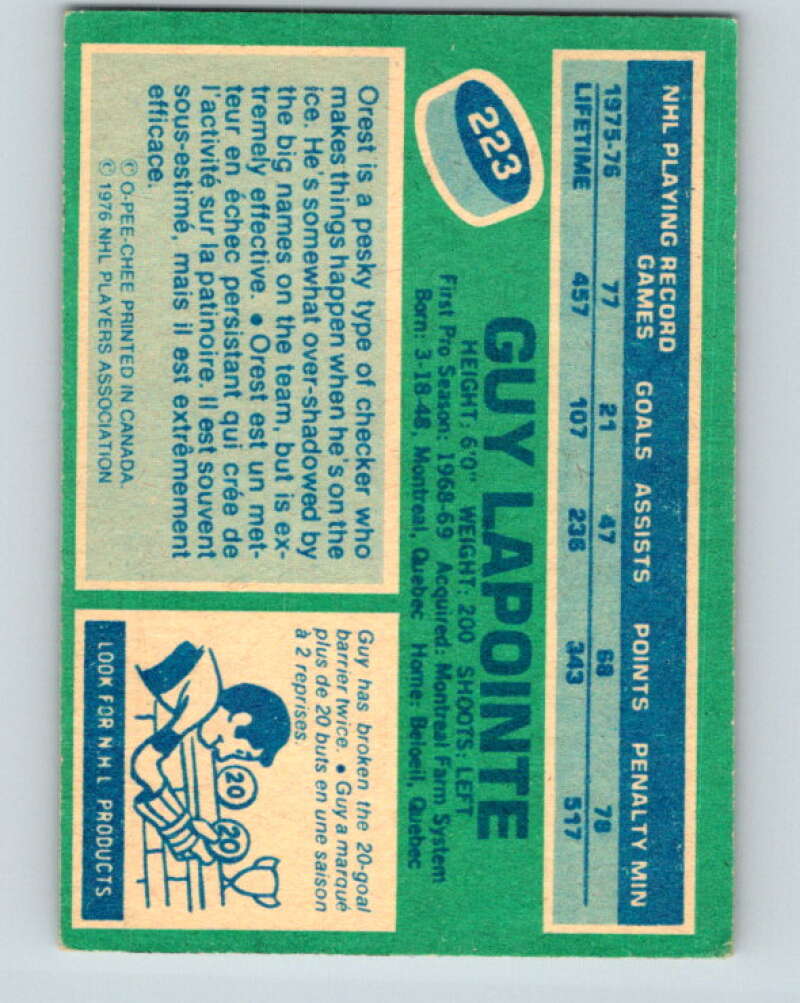 NHL PLAYING RECORD
GAMES GOALS ASSISTS POINTS PENALTY MIN
1975-76 77 21 47 68 78
LIFETIME 457 107 236 343 517
223
GUY LAPOINTE
HEIGHT: 6'0" WEIGHT: 200 SHOOTS: LEFT
First Pro Season: 1968-69 Acquired: Montreal Farm System
Born: 3-18-48, Montreal, Quebec Home: Beloeil, Quebec
Orest is a pesky type of checker who
makes things happen when he's on the
ice. He's somewhat over-shadowed by
the big names on the team, but is ex-
tremely effective. • Orest est un met-
teur en échec persistant qui crée de
l'activité sur la patinoire. Il est souvent
sous-estimé, mais il est extrêmement
efficace.
© O-PEE-CHEE PRINTED IN CANADA.
© 1976 NHL PLAYERS ASSOCIATION
Guy has broken the 20-goal
barrier twice. • Guy a marqué
plus de 20 buts en une saison
à 2 reprises.
20
20
LOOK FOR N.H.L PRODUCTS